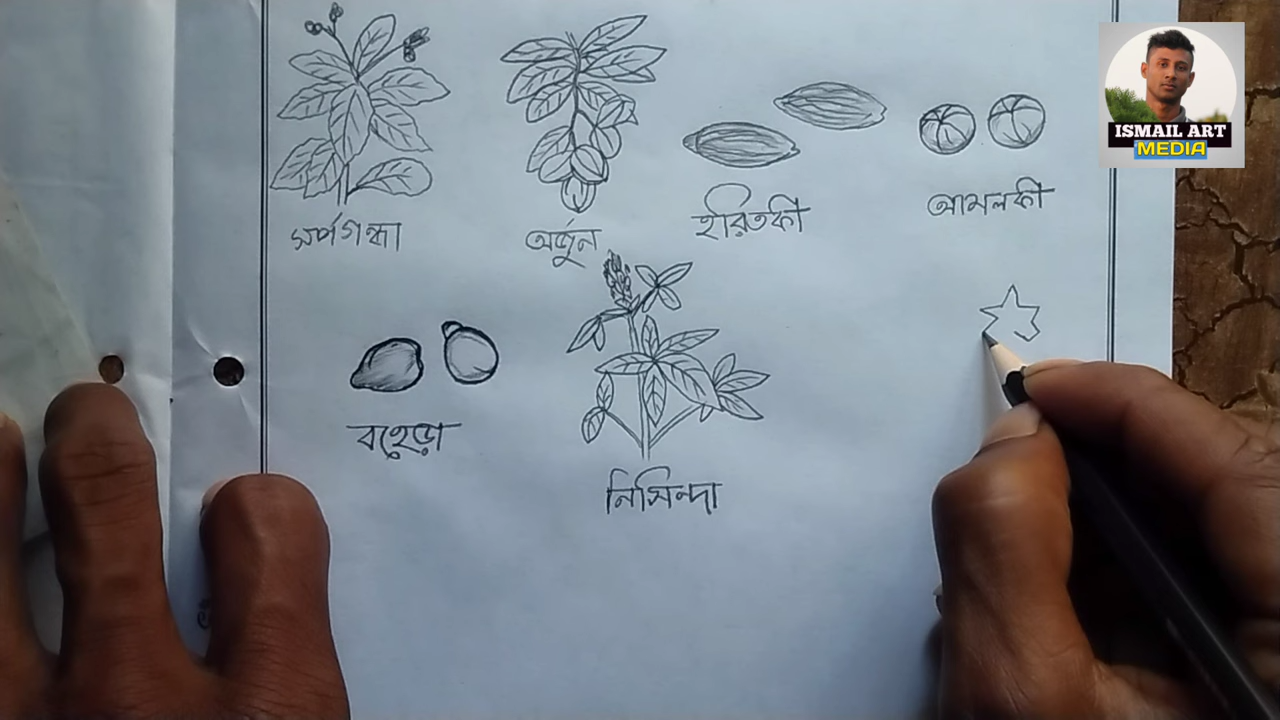 সর্পগন্ধা
অর্জুন
হরিতকী
আমলকী
বহেড়া
নিসিন্দা
ISMAIL ART
MEDIA